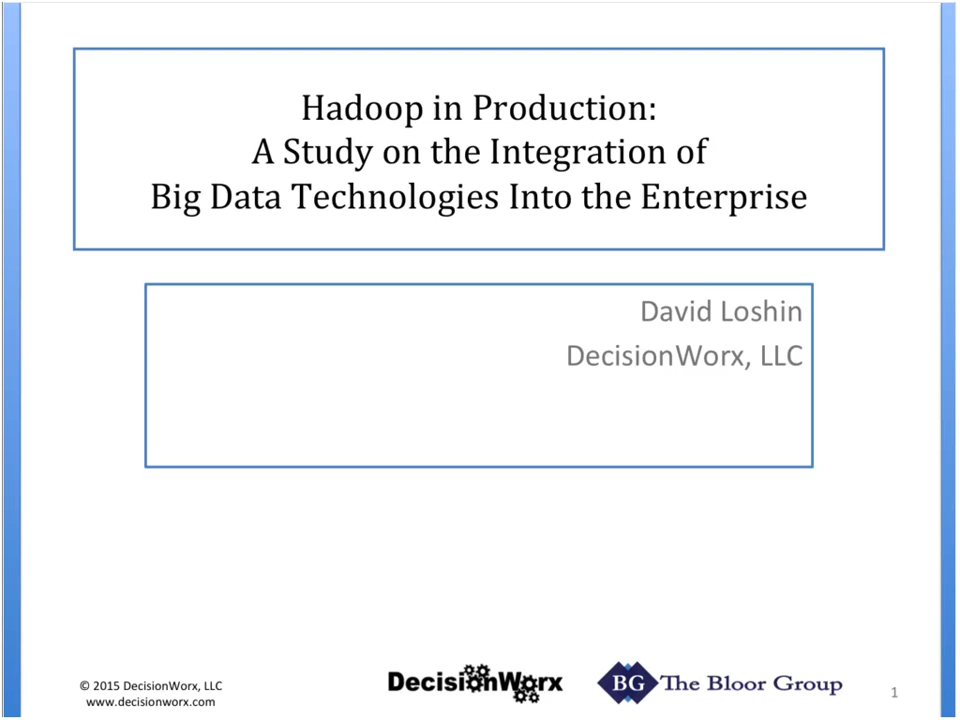 Hadoop in Production:
A Study on the Integration of
Big Data Technologies Into the Enterprise
David Loshin
DecisionWorx, LLC
© 2015 DecisionWorx, LLC
www.decisionworx.com
DecisionWorx
BG The Bloor Group
1